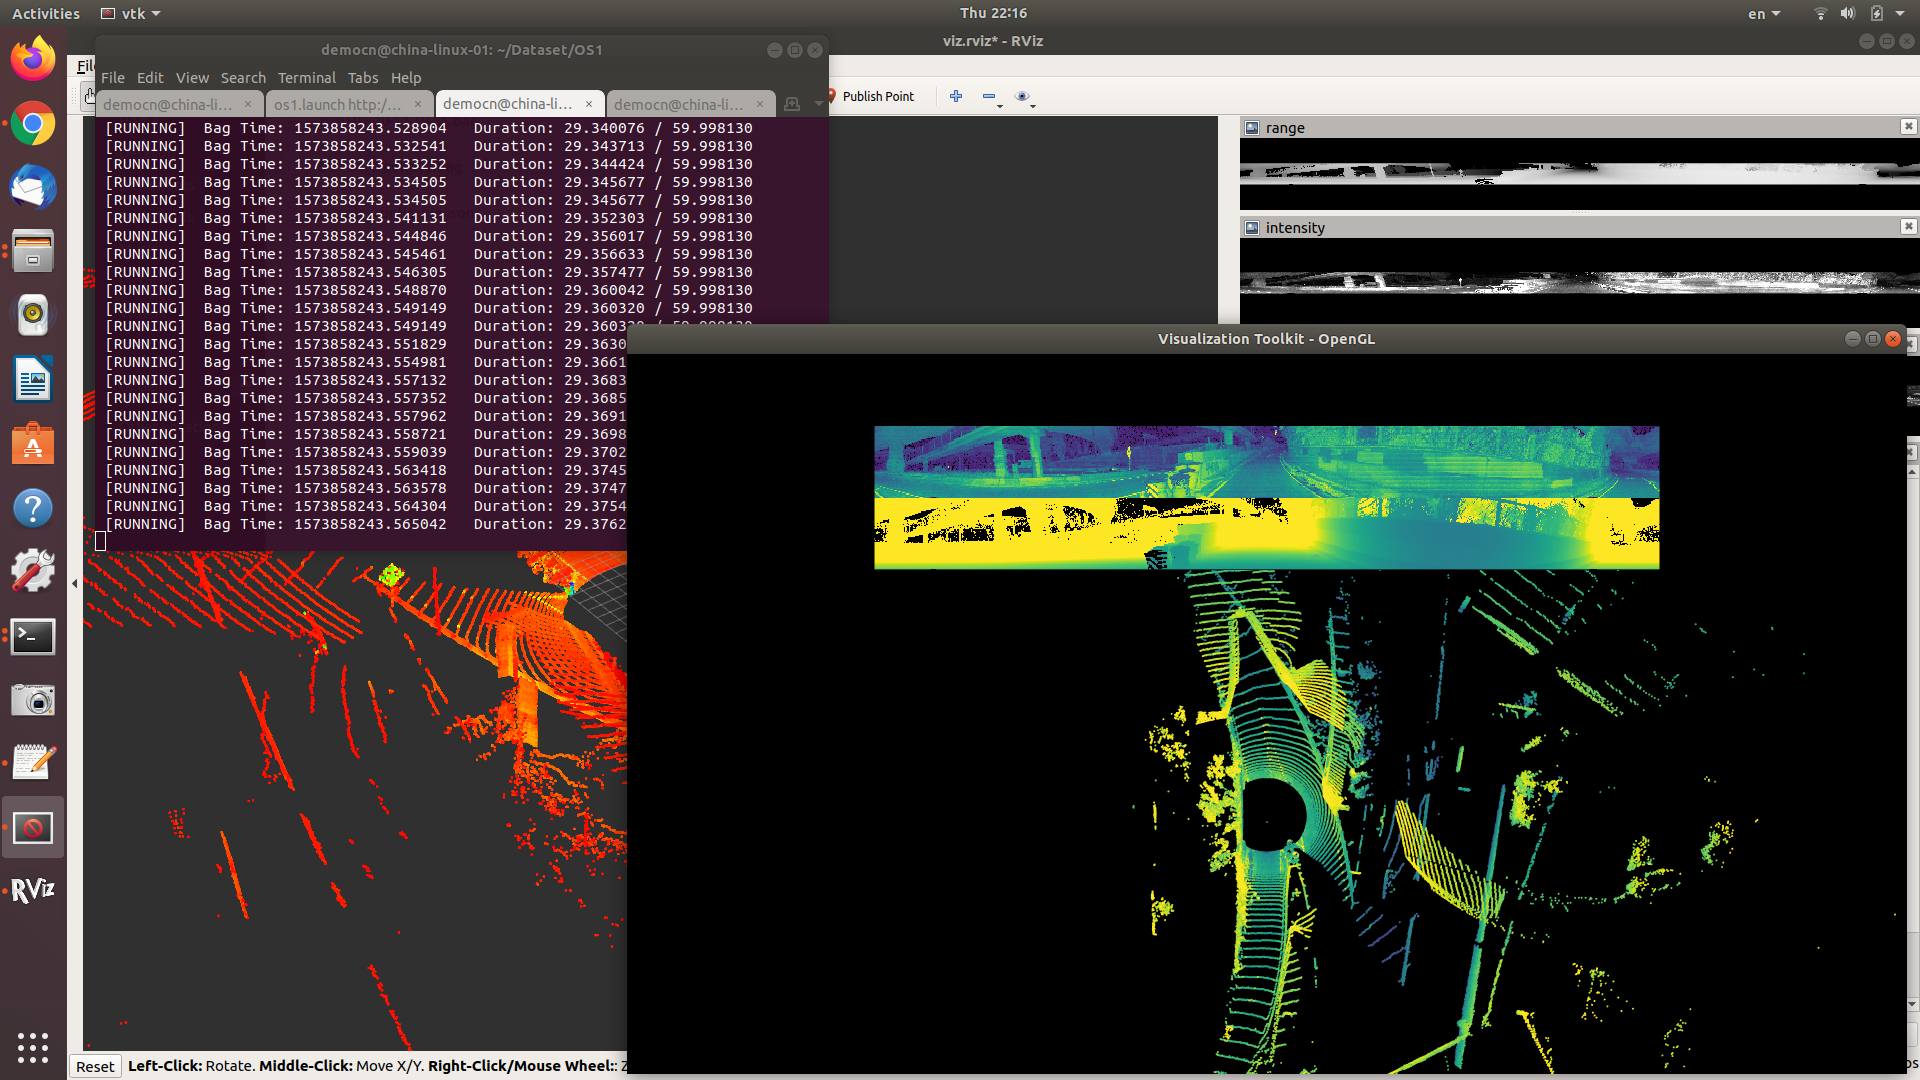 Activities vtk Thu 22:16 en
viz.rviz* - RViz
democn@china-linux-01: ~/Dataset/OS1
File Edit View Search Terminal Tabs Help
democn@china-li... × os1.launch http:/... × democn@china-li... × democn@china-li... ×
Publish Point
[RUNNING] Bag Time: 1573858243.528904 Duration: 29.340076 / 59.998130
[RUNNING] Bag Time: 1573858243.532541 Duration: 29.343713 / 59.998130
[RUNNING] Bag Time: 1573858243.533252 Duration: 29.344424 / 59.998130
[RUNNING] Bag Time: 1573858243.534505 Duration: 29.345677 / 59.998130
[RUNNING] Bag Time: 1573858243.534505 Duration: 29.345677 / 59.998130
[RUNNING] Bag Time: 1573858243.541131 Duration: 29.352303 / 59.998130
[RUNNING] Bag Time: 1573858243.544846 Duration: 29.356017 / 59.998130
[RUNNING] Bag Time: 1573858243.545461 Duration: 29.356633 / 59.998130
[RUNNING] Bag Time: 1573858243.546305 Duration: 29.357477 / 59.998130
[RUNNING] Bag Time: 1573858243.548870 Duration: 29.360042 / 59.998130
[RUNNING] Bag Time: 1573858243.549149 Duration: 29.360320 / 59.998130
[RUNNING] Bag Time: 1573858243.549149 Duration: 29.360320 / 59.998130
[RUNNING] Bag Time: 1573858243.551829 Duration: 29.3630
[RUNNING] Bag Time: 1573858243.554981 Duration: 29.3661
[RUNNING] Bag Time: 1573858243.557132 Duration: 29.3683
[RUNNING] Bag Time: 1573858243.557352 Duration: 29.3685
[RUNNING] Bag Time: 1573858243.557962 Duration: 29.3691
[RUNNING] Bag Time: 1573858243.558721 Duration: 29.3698
[RUNNING] Bag Time: 1573858243.559039 Duration: 29.3702
[RUNNING] Bag Time: 1573858243.563418 Duration: 29.3745
[RUNNING] Bag Time: 1573858243.563578 Duration: 29.3747
[RUNNING] Bag Time: 1573858243.564304 Duration: 29.3754
[RUNNING] Bag Time: 1573858243.565042 Duration: 29.3762
range
intensity
Visualization Toolkit - OpenGL
RViz
Reset Left-Click: Rotate. Middle-Click: Move X/Y. Right-Click/Mouse Wheel:: Z